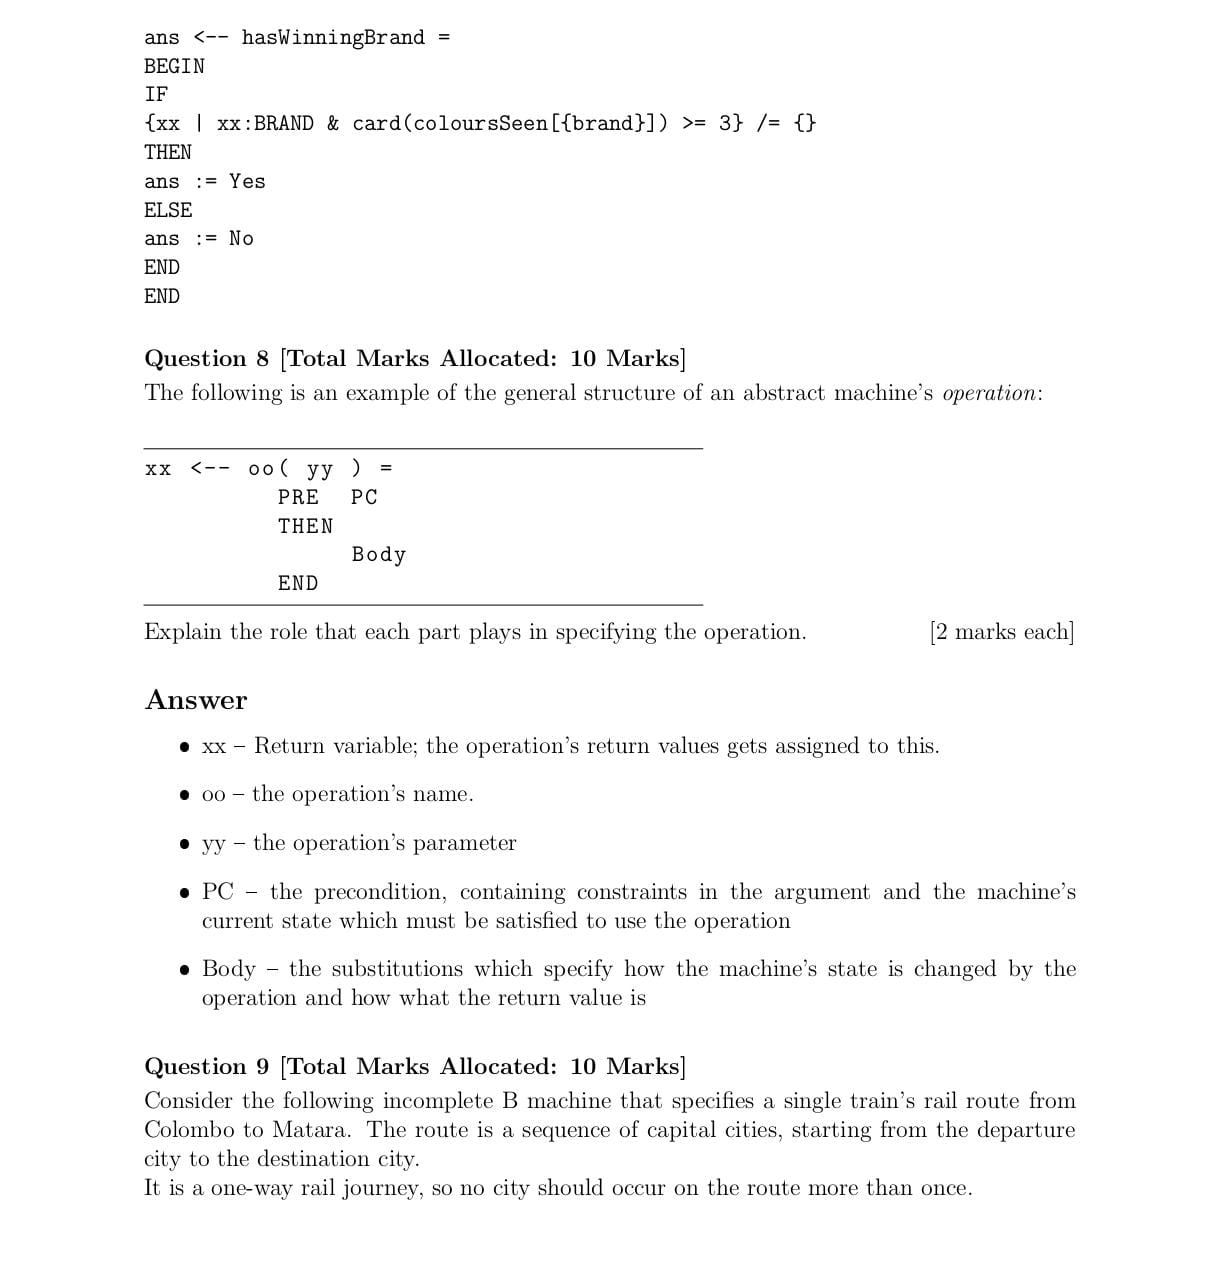 ans <-- hasWinningBrand =
BEGIN
IF
{xx | xx:BRAND & card(coloursSeen[{brand}]) >= 3} /= {}
THEN
ans := Yes
ELSE
ans := No
END
END
Question 8 [Total Marks Allocated: 10 Marks]
The following is an example of the general structure of an abstract machine's operation:
xx <-- oo( yy ) =
PRE PC
THEN
Body
END
Explain the role that each part plays in specifying the operation. [2 marks each]
Answer
• xx – Return variable; the operation's return values gets assigned to this.
• oo – the operation's name.
• yy – the operation's parameter
• PC – the precondition, containing constraints in the argument and the machine's
current state which must be satisfied to use the operation
• Body – the substitutions which specify how the machine's state is changed by the
operation and how what the return value is
Question 9 [Total Marks Allocated: 10 Marks]
Consider the following incomplete B machine that specifies a single train's rail route from
Colombo to Matara. The route is a sequence of capital cities, starting from the departure
city to the destination city.
It is a one-way rail journey, so no city should occur on the route more than once.